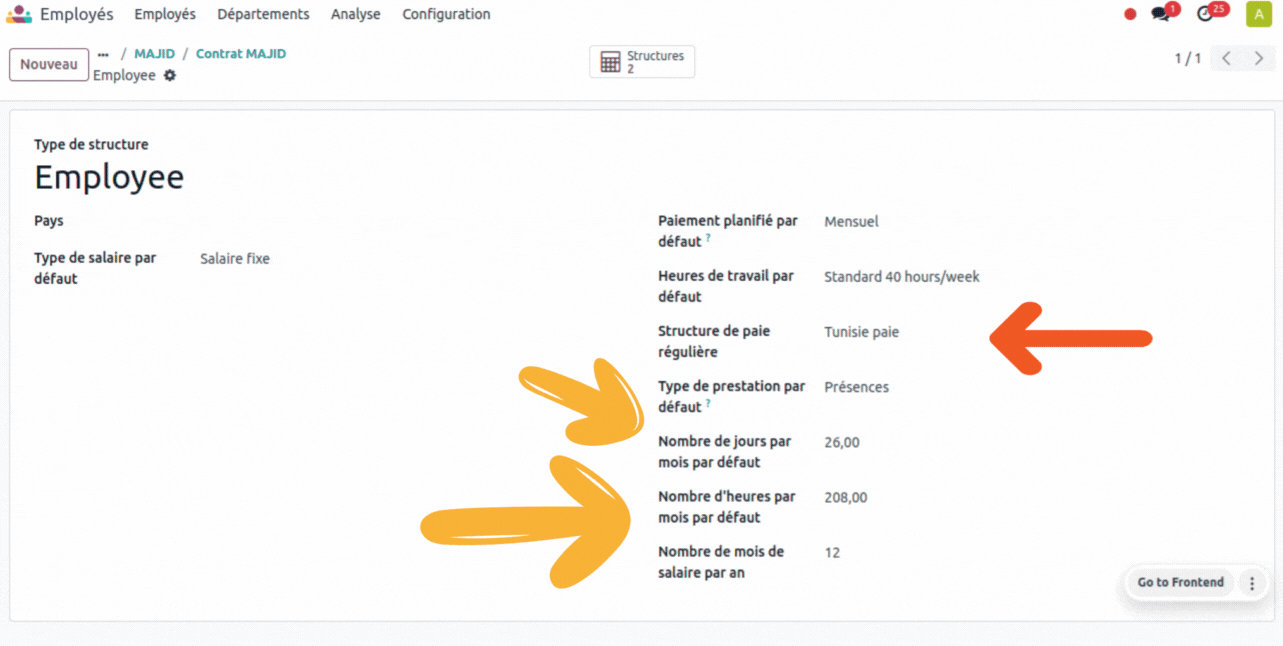 Employés Employés Départements Analyse Configuration 1 25 A
Nouveau ... / MAJID / Contrat MAJID
Employee
Structures
2
1 / 1
Type de structure
Employee
Pays
Type de salaire par
défaut
Salaire fixe
Paiement planifié par
défaut ?
Mensuel
Heures de travail par
défaut
Standard 40 hours/week
Structure de paie
régulière
Tunisie paie
Type de prestation par
défaut ?
Présences
Nombre de jours par
mois par défaut
26,00
Nombre d'heures par
mois par défaut
208,00
Nombre de mois de
salaire par an
12
Go to Frontend